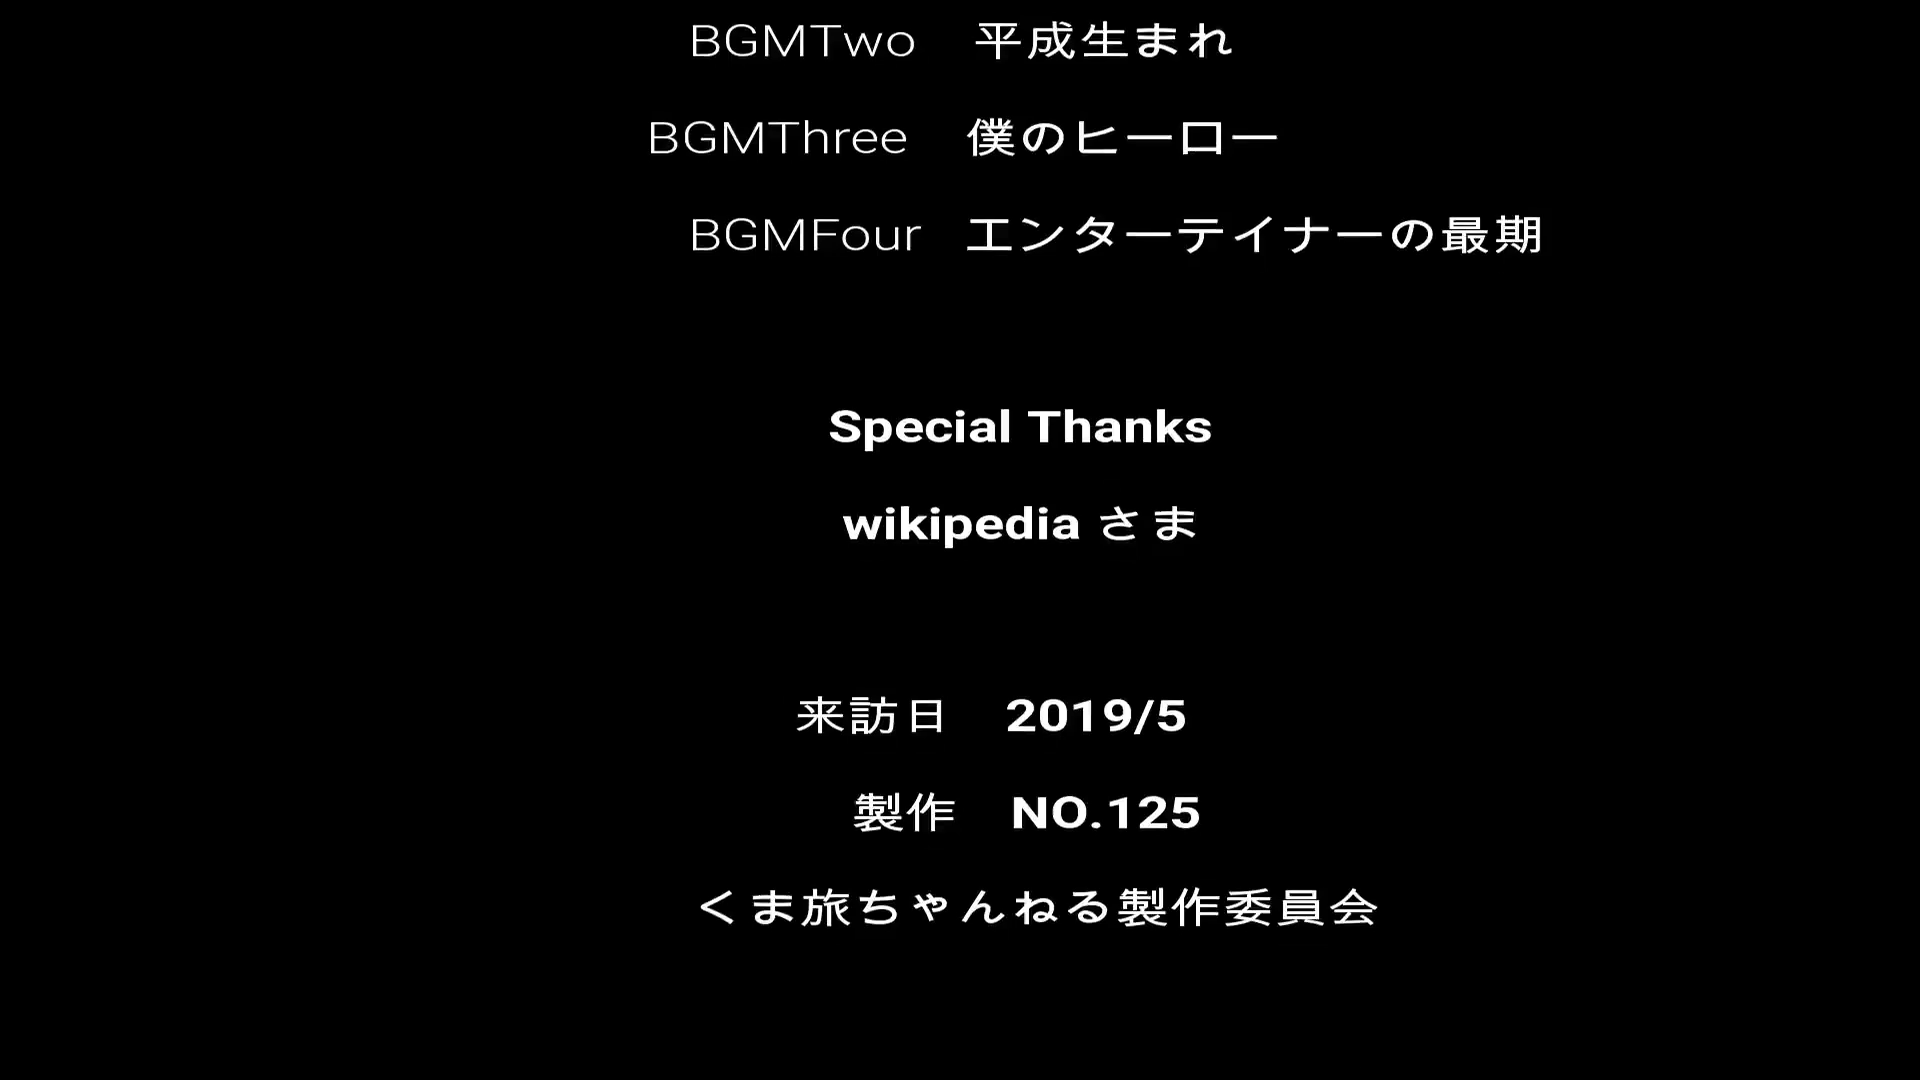 BGMTwo 平成生まれ
BGMThree 僕のヒーロー
BGMFour エンターテイナーの最期
Special Thanks
wikipedia さま
来訪日 2019/5
製作 NO.125
くま旅ちゃんねる製作委員会